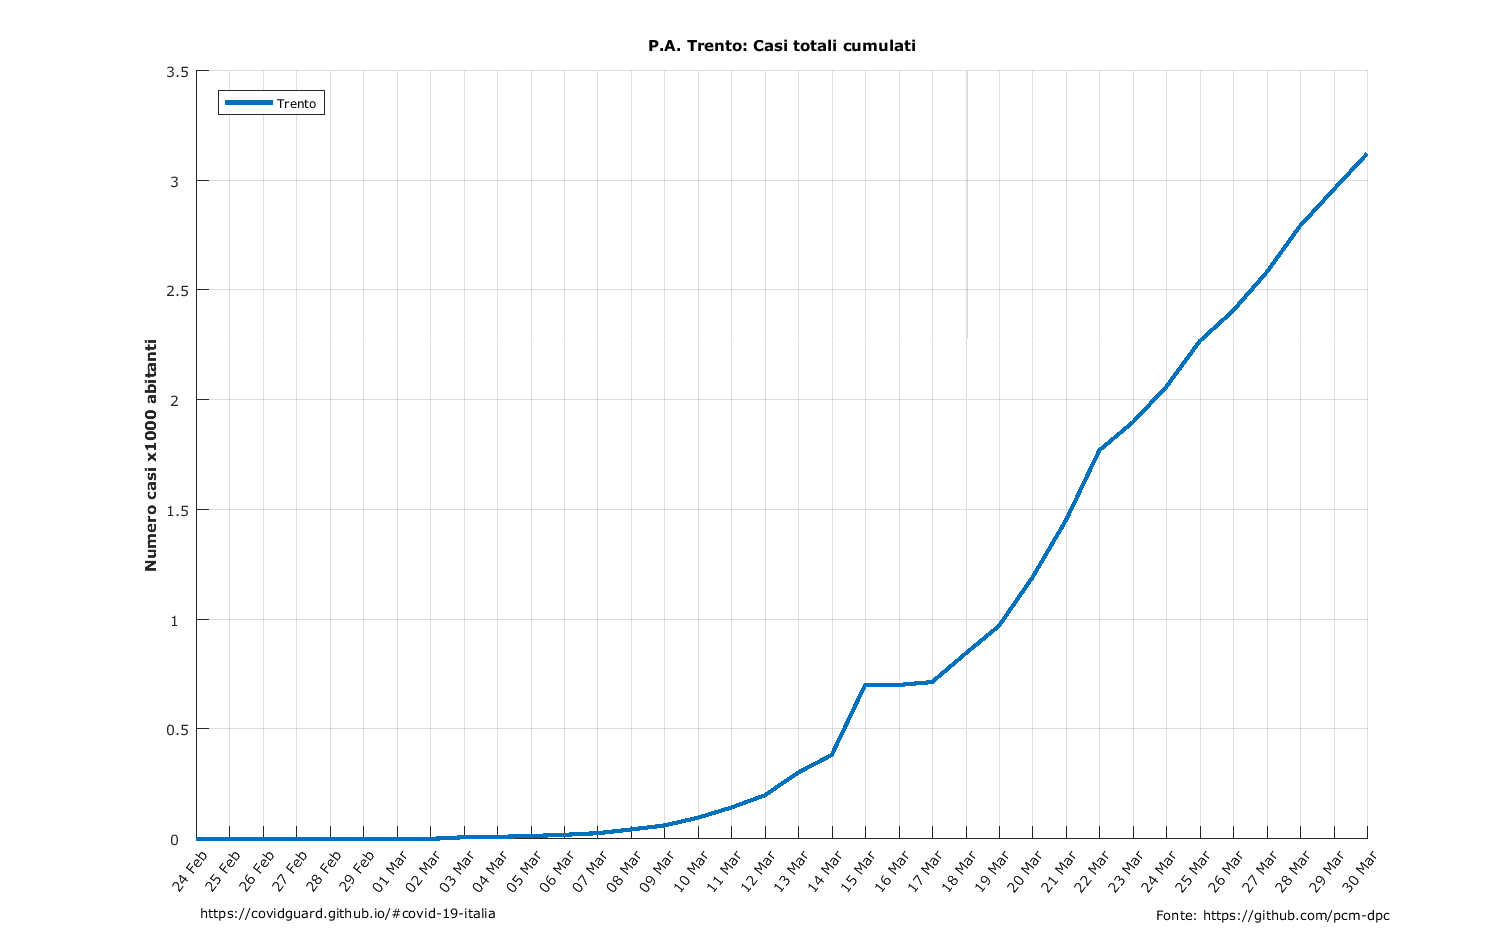 P.A. Trento: Casi totali cumulati
3.5
Trento
3
2.5
2
1.5
1
0.5
0
Numero casi x1000 abitanti
24 Feb
25 Feb
26 Feb
27 Feb
28 Feb
29 Feb
01 Mar
02 Mar
03 Mar
04 Mar
05 Mar
06 Mar
07 Mar
08 Mar
09 Mar
10 Mar
11 Mar
12 Mar
13 Mar
14 Mar
15 Mar
16 Mar
17 Mar
18 Mar
19 Mar
20 Mar
21 Mar
22 Mar
23 Mar
24 Mar
25 Mar
26 Mar
27 Mar
28 Mar
29 Mar
30 Mar
https://covidguard.github.io/#covid-19-italia
Fonte: https://github.com/pcm-dpc